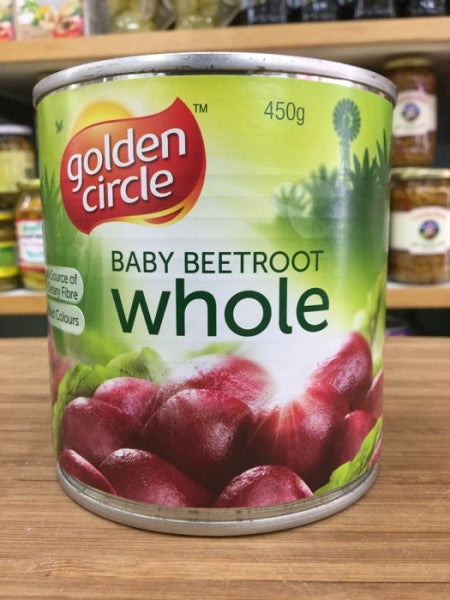 golden
circle
™
450g
BABY BEETROOT
whole
Source of
Fibre
Colours